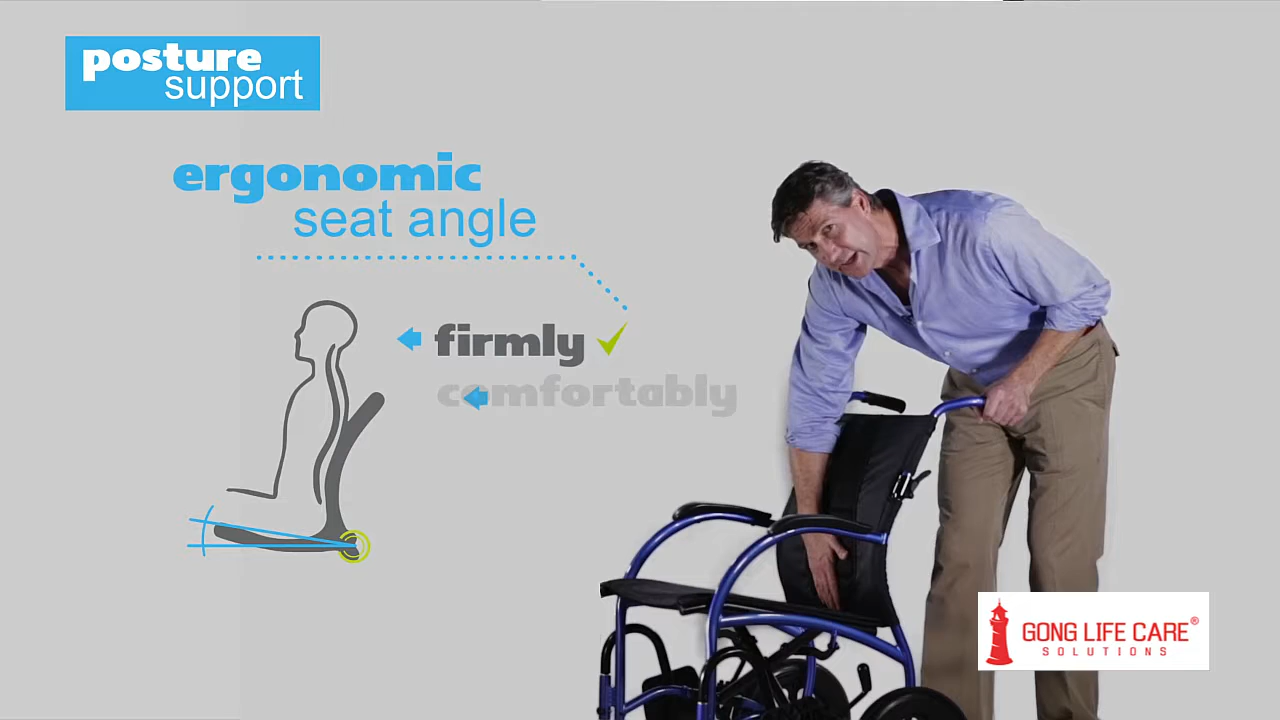 posture
support
ergonomic
seat angle
firmly
comfortably
GONG LIFE CARE®
SOLUTIONS